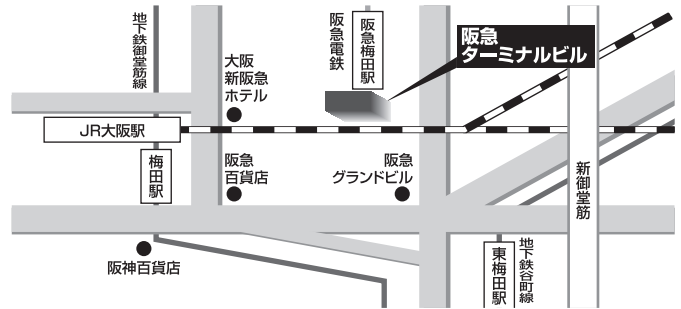 地下鉄御堂筋線
大阪
新阪急
ホテル
阪急電鉄
阪急梅田駅
阪急
ターミナルビル
JR大阪駅
梅田駅
阪急
百貨店
阪急
グランドビル
新御堂筋
阪神百貨店
東梅田駅
地下鉄谷町線